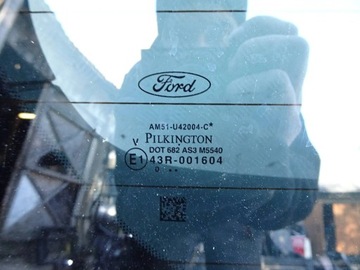 Ford
AM51-U42004-C*
V PILKINGTON
DOT 682 AS3 M5540
E1 43R-001604
D ..